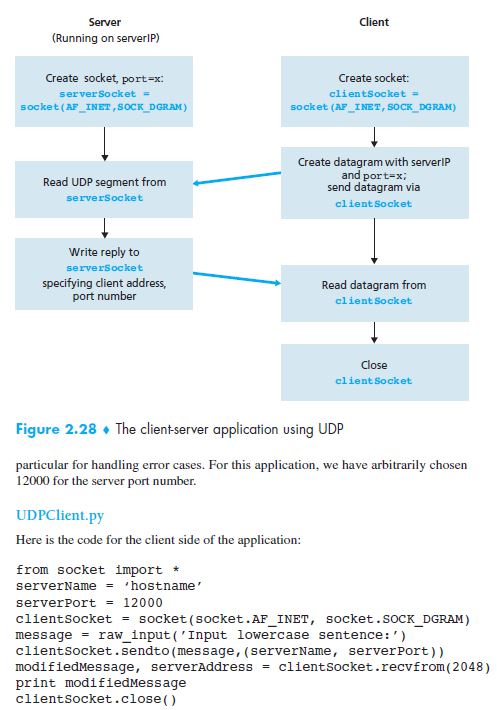 Server
(Running on serverIP)
Client
Create socket, port=x:
serverSocket =
socket(AF_INET,SOCK_DGRAM)
Create socket:
clientSocket =
socket(AF_INET,SOCK_DGRAM)
Create datagram with serverIP
and port=x;
send datagram via
clientSocket
Read UDP segment from
serverSocket
Write reply to
serverSocket
specifying client address,
port number
Read datagram from
clientSocket
Close
clientSocket
Figure 2.28 ♦ The client-server application using UDP
particular for handling error cases. For this application, we have arbitrarily chosen
12000 for the server port number.
UDPClient.py
Here is the code for the client side of the application:
from socket import *
serverName = ‘hostname’
serverPort = 12000
clientSocket = socket(socket.AF_INET, socket.SOCK_DGRAM)
message = raw_input(’Input lowercase sentence:’)
clientSocket.sendto(message,(serverName, serverPort))
modifiedMessage, serverAddress = clientSocket.recvfrom(2048)
print modifiedMessage
clientSocket.close()